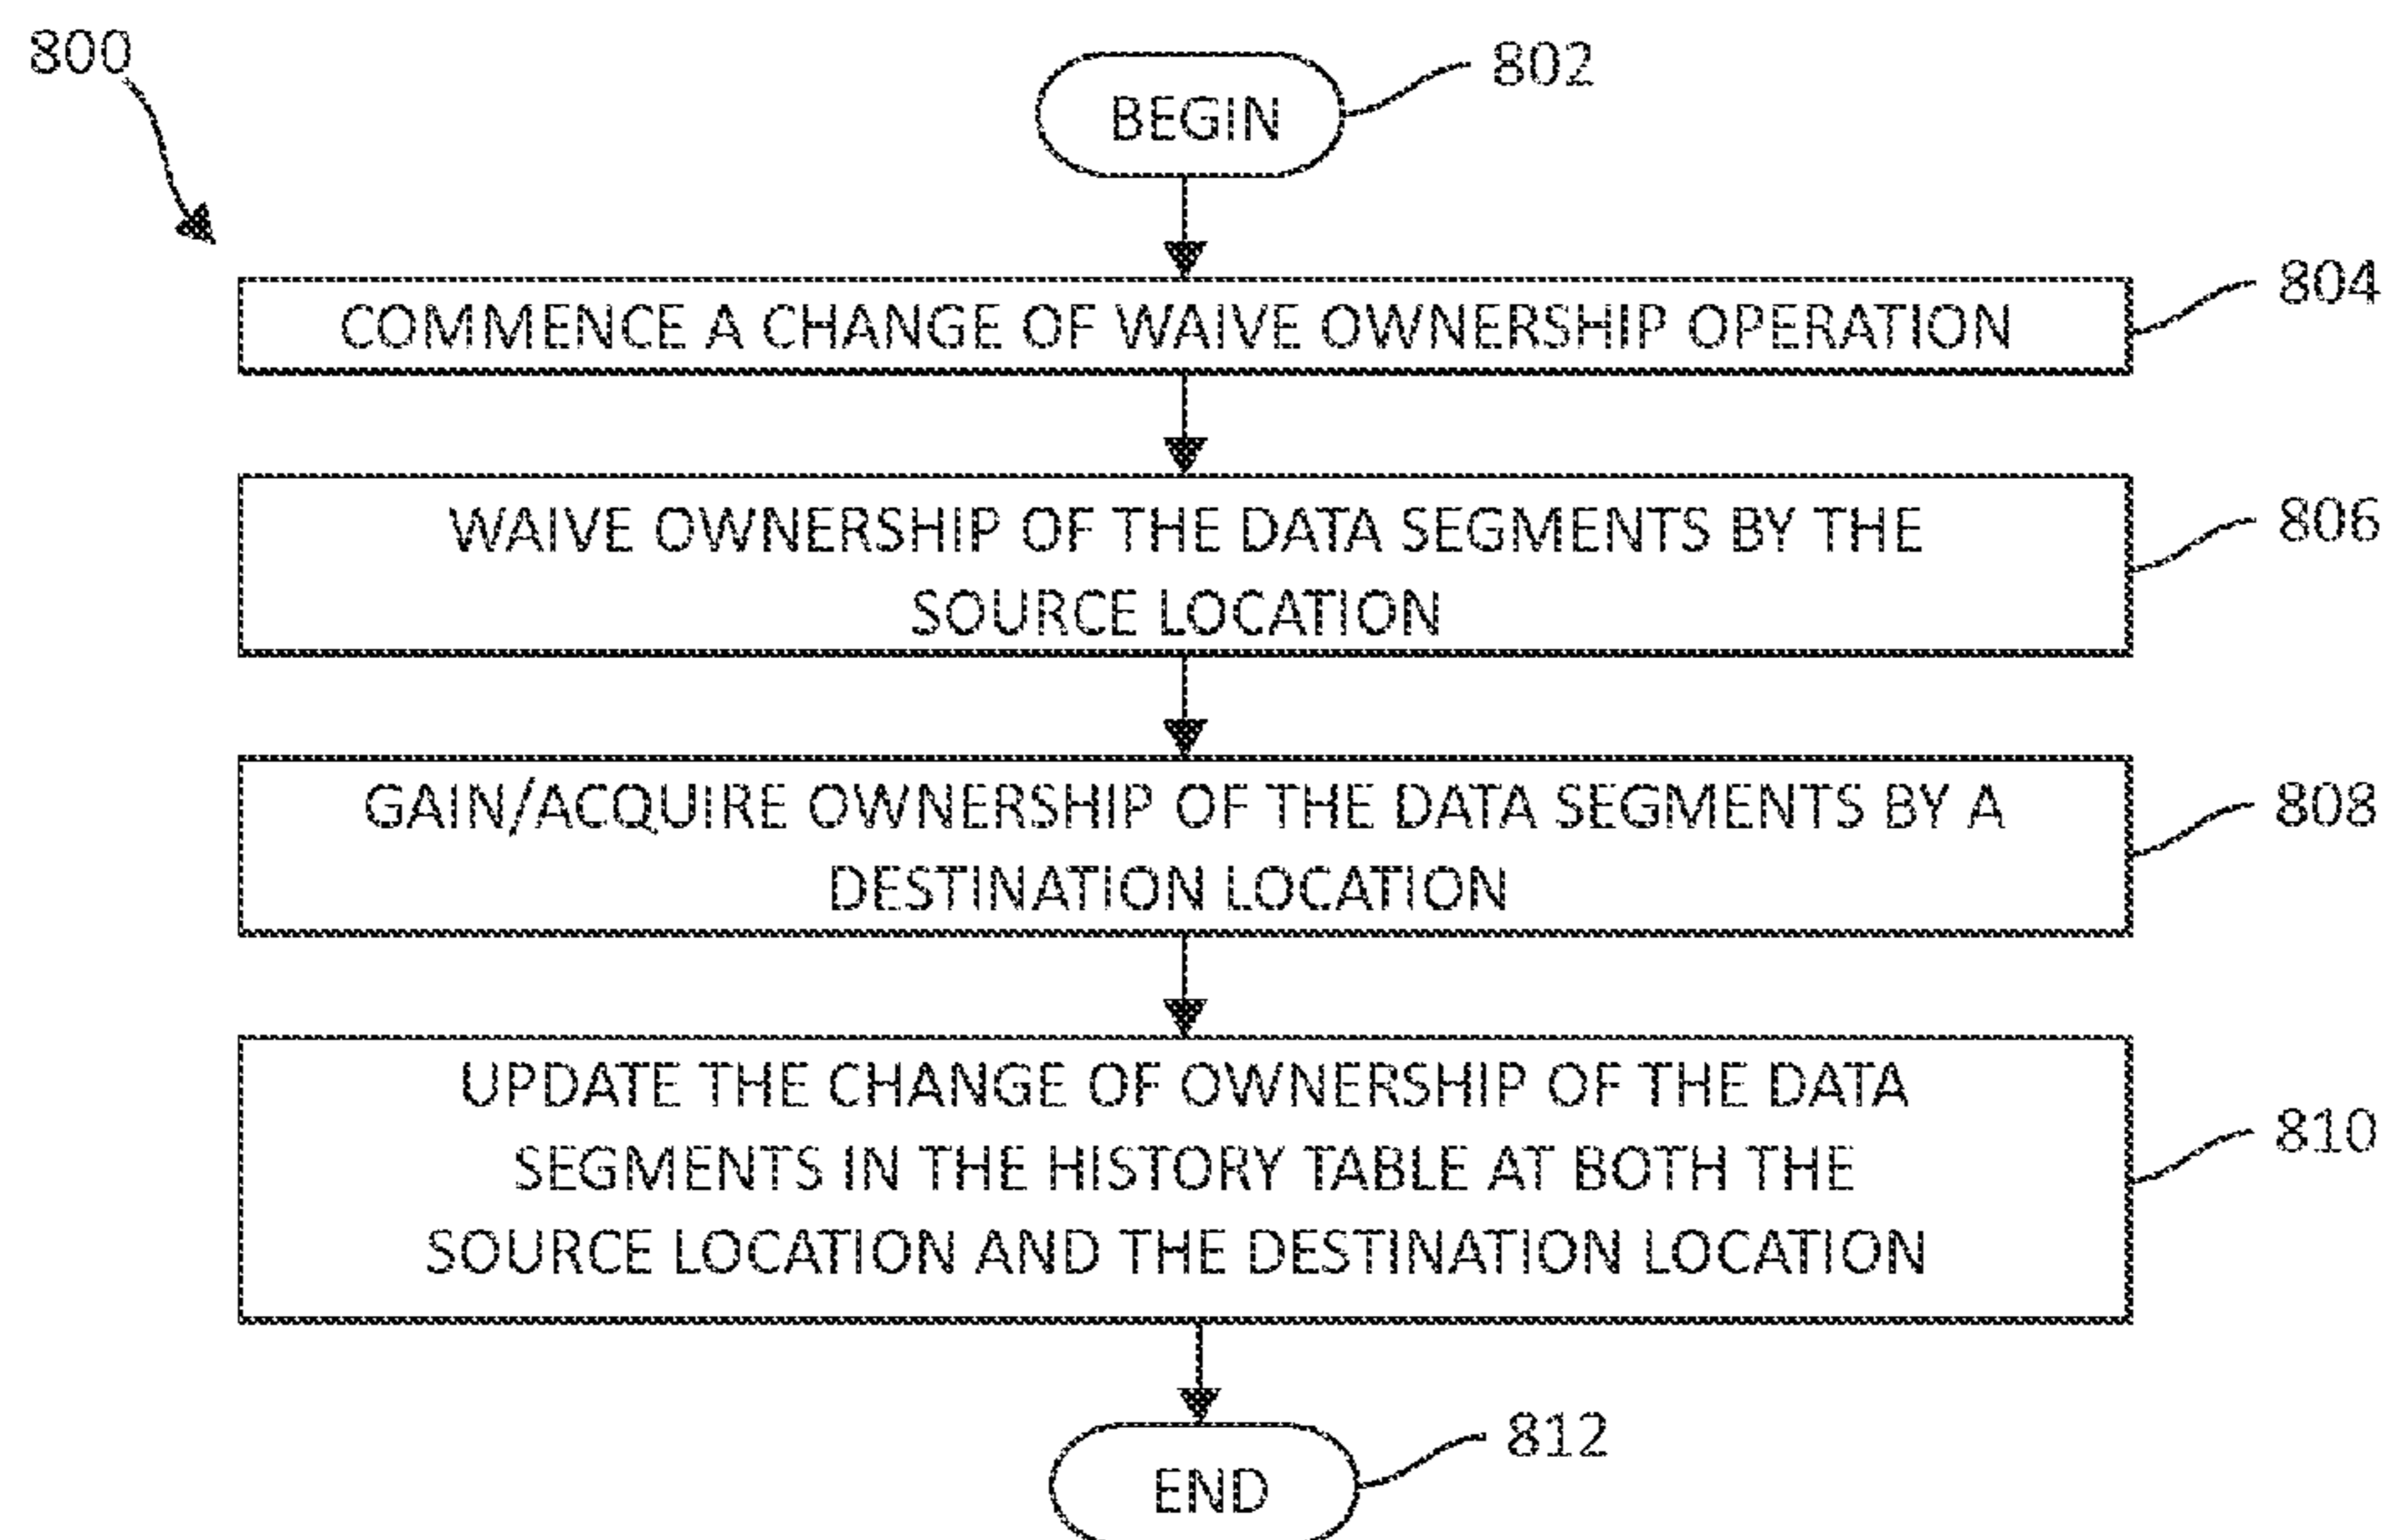 800
BEGIN
802
COMMENCE A CHANGE OF WAIVE OWNERSHIP OPERATION
804
WAIVE OWNERSHIP OF THE DATA SEGMENTS BY THE
SOURCE LOCATION
806
GAIN/ACQUIRE OWNERSHIP OF THE DATA SEGMENTS BY A
DESTINATION LOCATION
808
UPDATE THE CHANGE OF OWNERSHIP OF THE DATA
SEGMENTS IN THE HISTORY TABLE AT BOTH THE
SOURCE LOCATION AND THE DESTINATION LOCATION
810
END
812